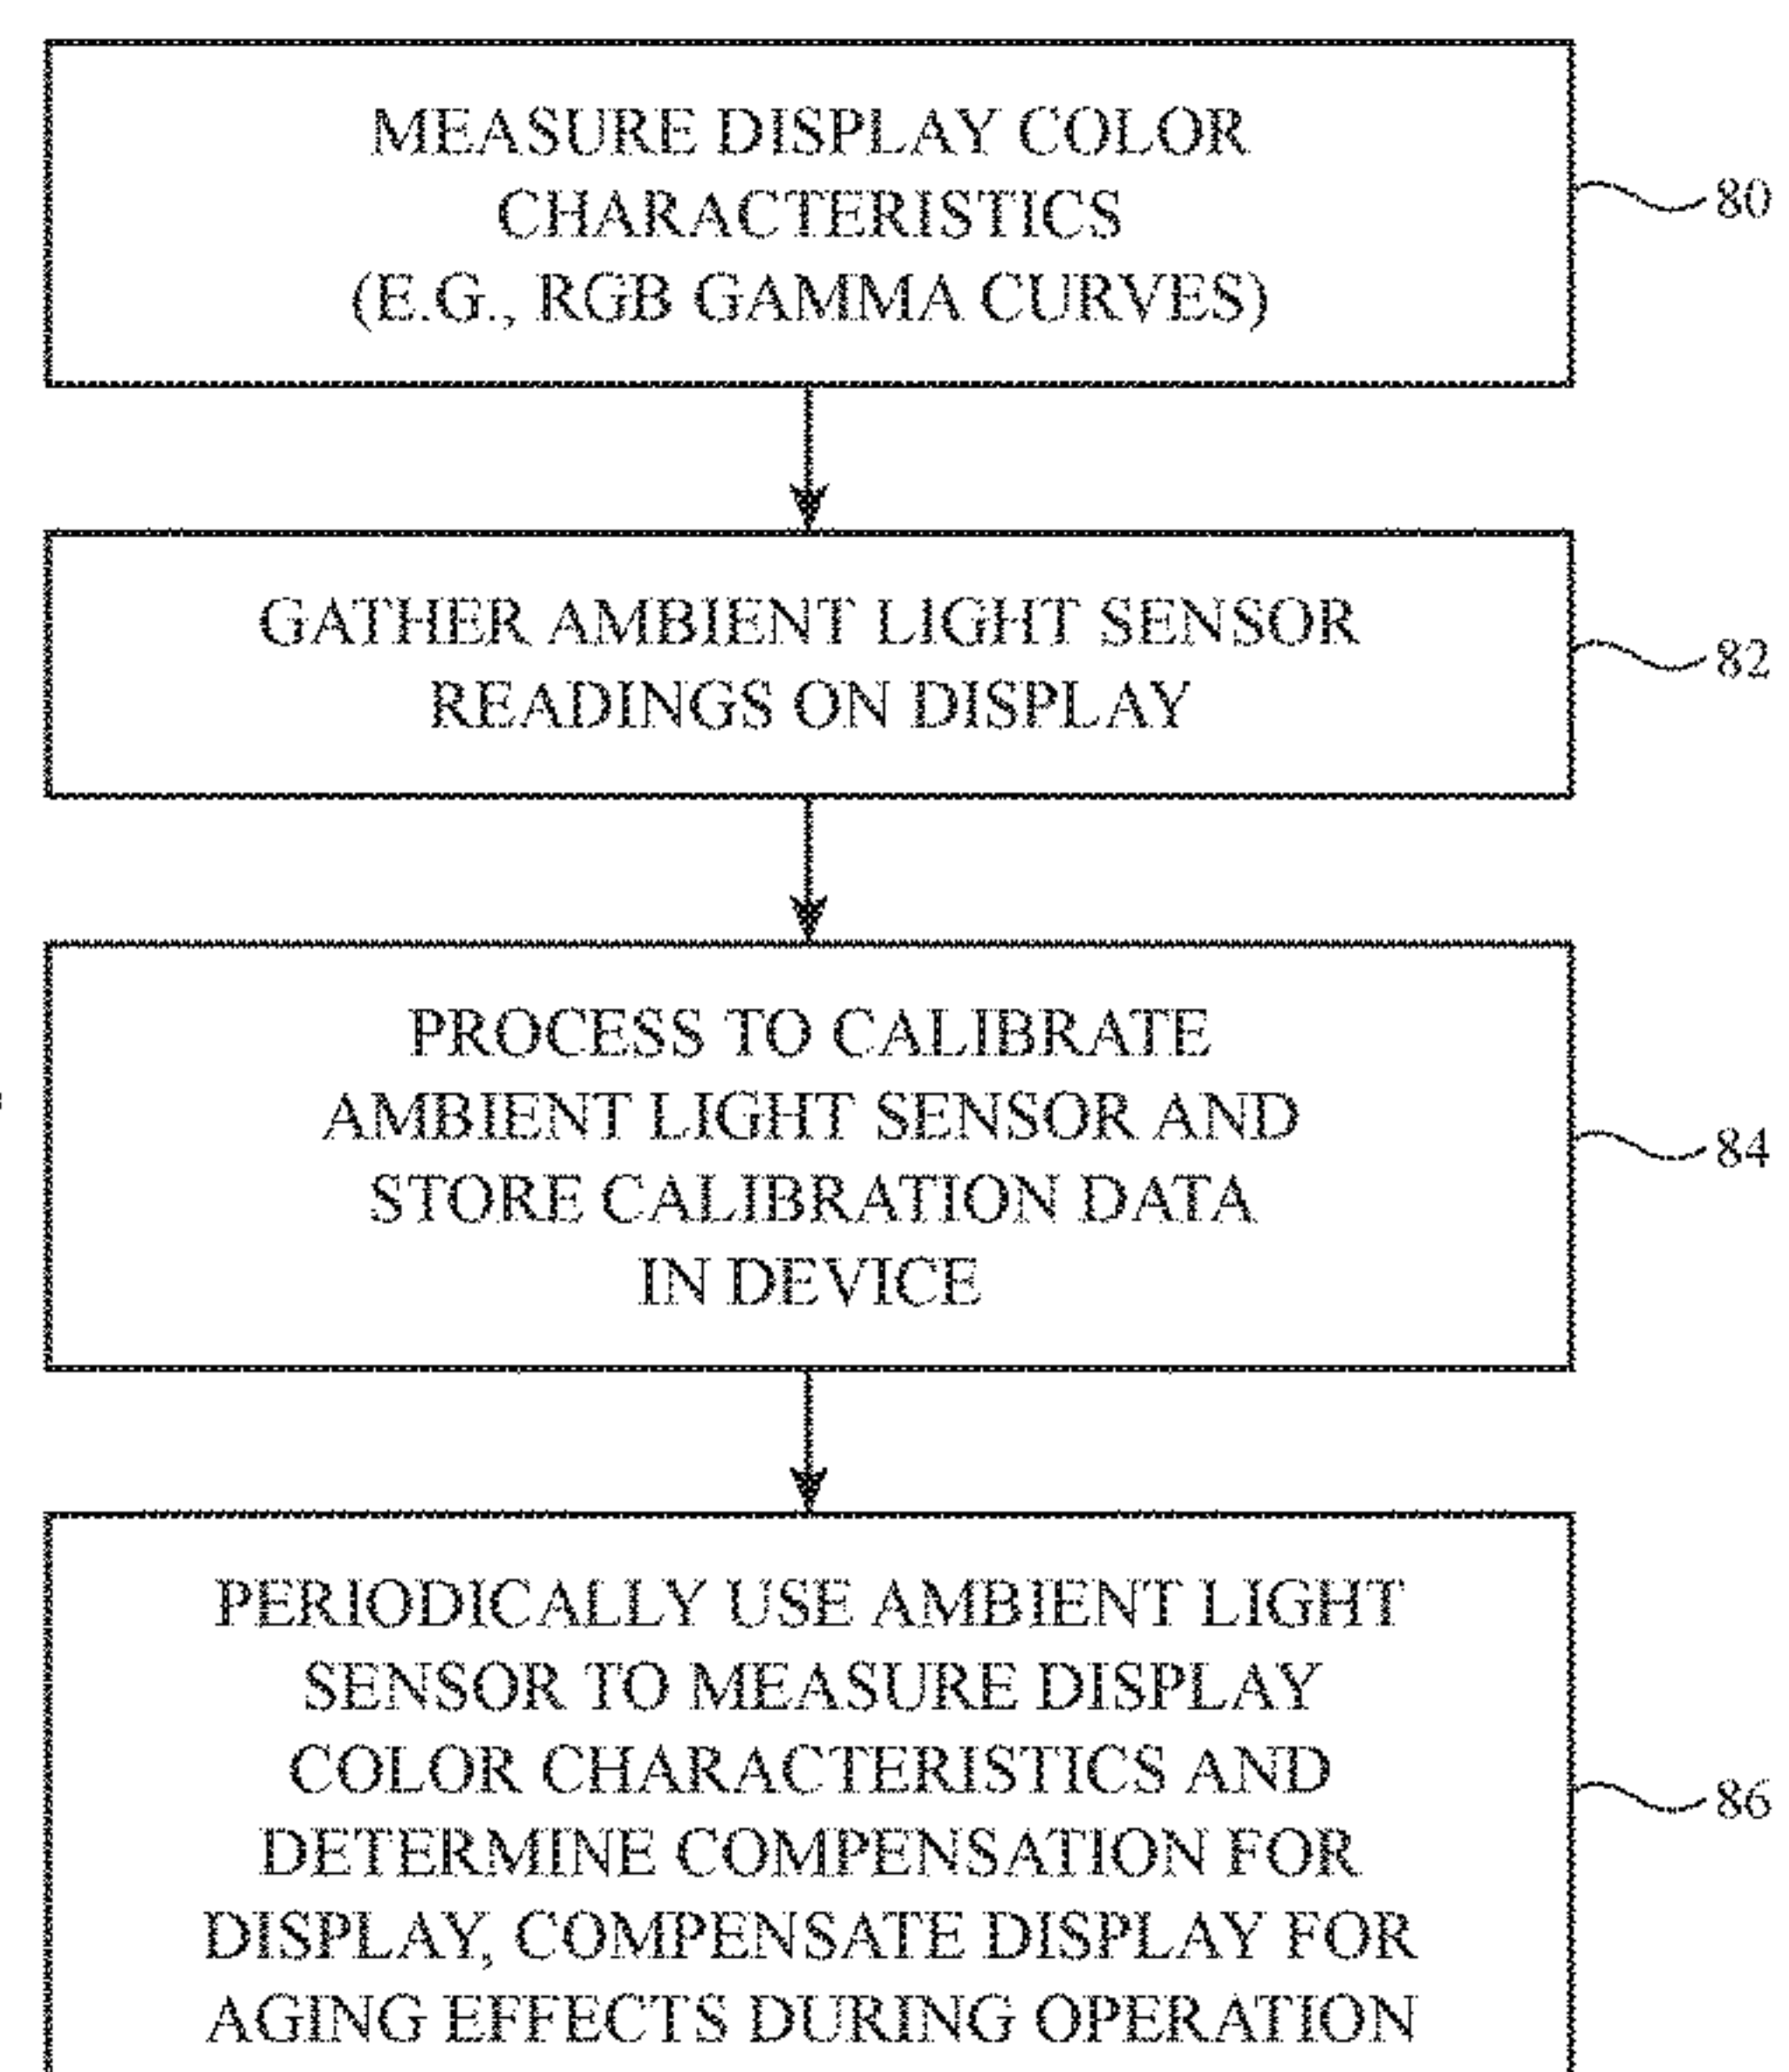 MEASURE DISPLAY COLOR
CHARACTERISTICS
(E.G., RGB GAMMA CURVES)
80
GATHER AMBIENT LIGHT SENSOR
READINGS ON DISPLAY
82
PROCESS TO CALIBRATE
AMBIENT LIGHT SENSOR AND
STORE CALIBRATION DATA
IN DEVICE
84
PERIODICALLY USE AMBIENT LIGHT
SENSOR TO MEASURE DISPLAY
COLOR CHARACTERISTICS AND
DETERMINE COMPENSATION FOR
DISPLAY, COMPENSATE DISPLAY FOR
AGING EFFECTS DURING OPERATION
86